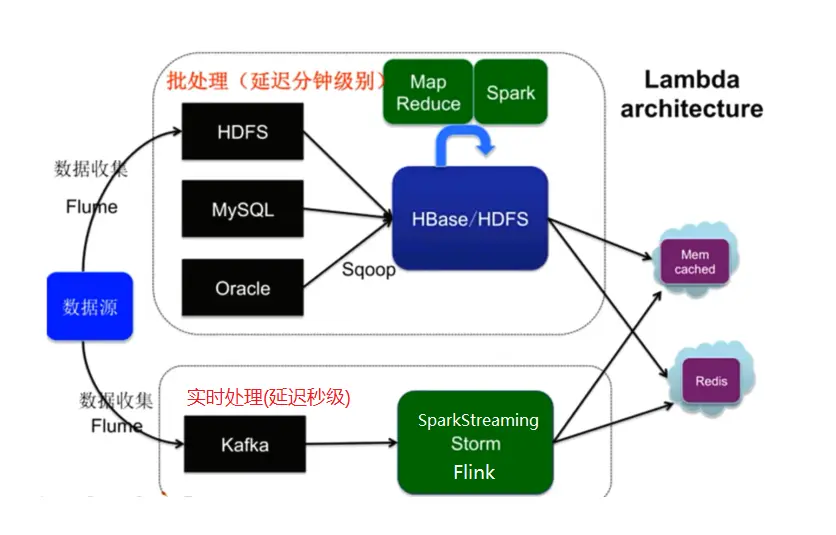 Lambda
architecture
批处理（延迟分钟级别）
Map
Reduce
Spark
HDFS
数据收集
Flume
MySQL
HBase/HDFS
Sqoop
Oracle
数据源
Mem
cached
Redis
数据收集
Flume
实时处理(延迟秒级)
Kafka
SparkStreaming
Storm
Flink